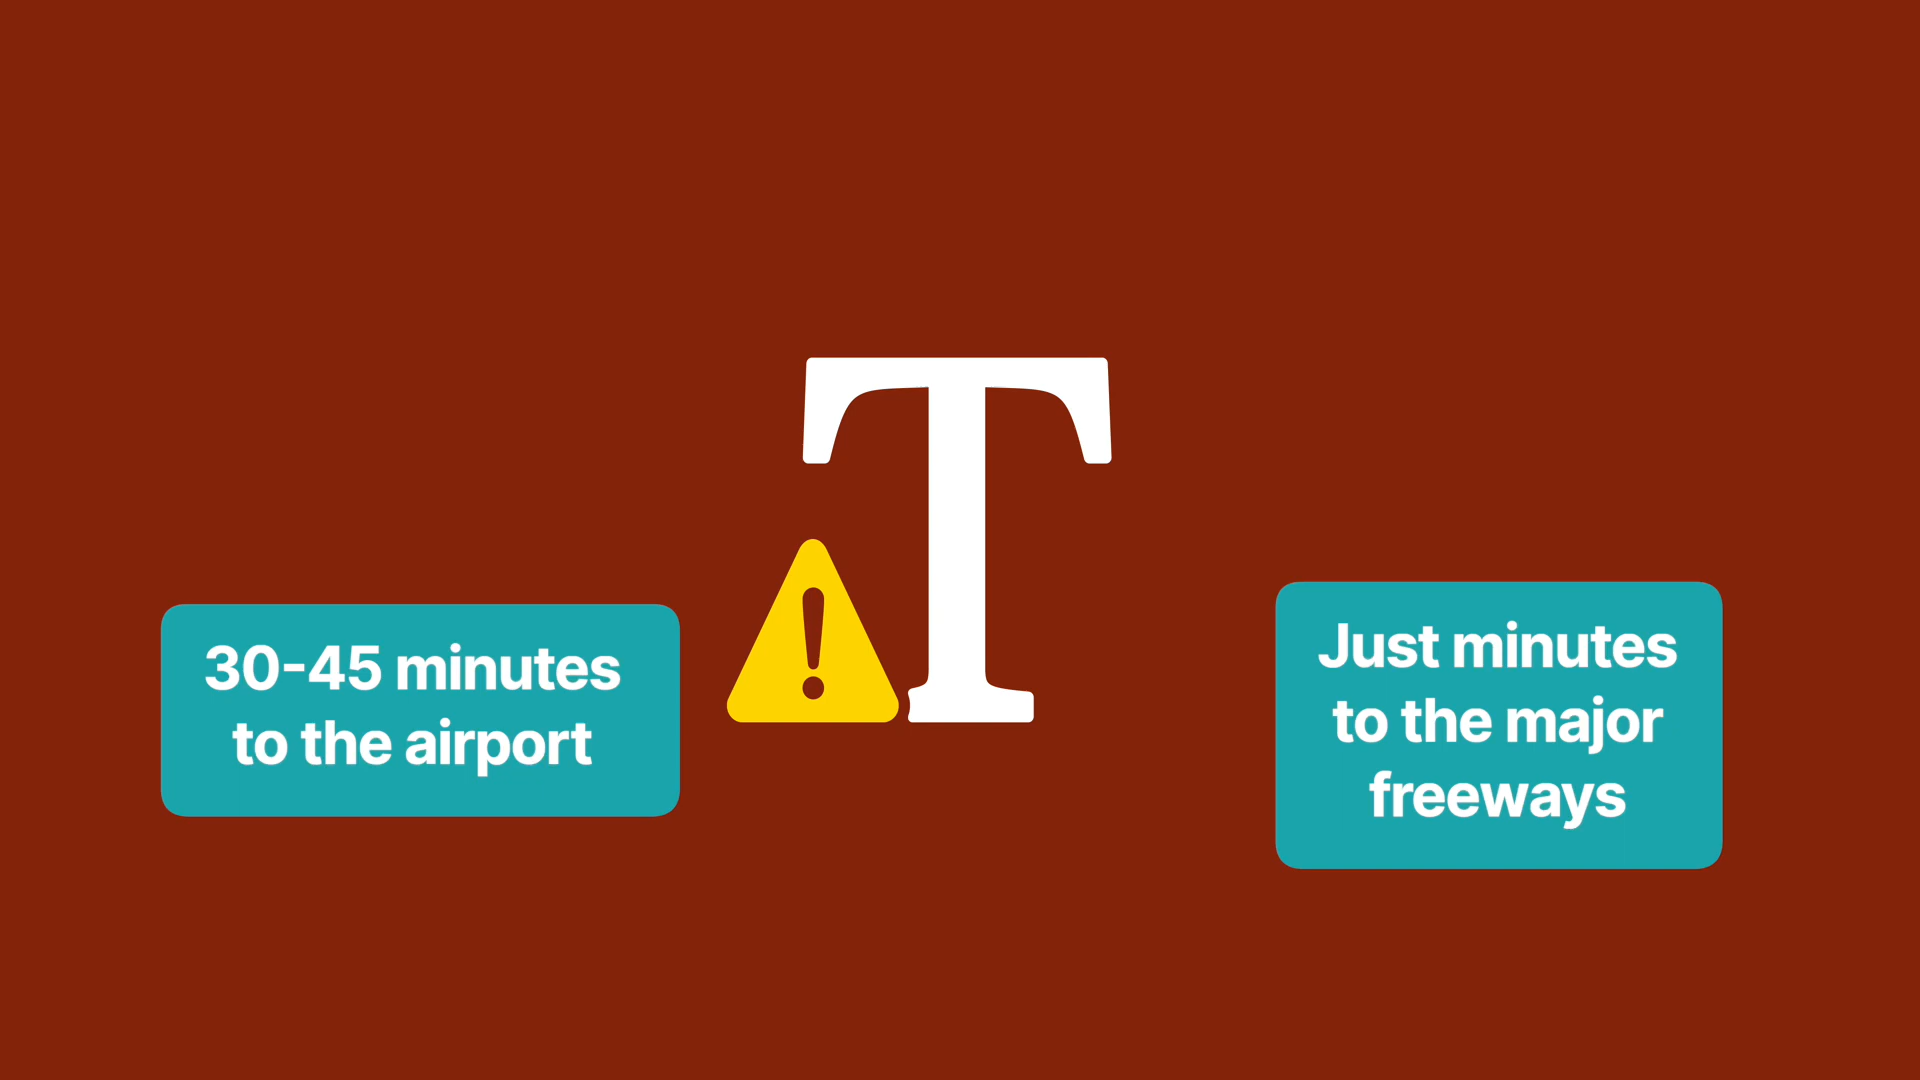 T
!
30-45 minutes
to the airport
Just minutes
to the major
freeways